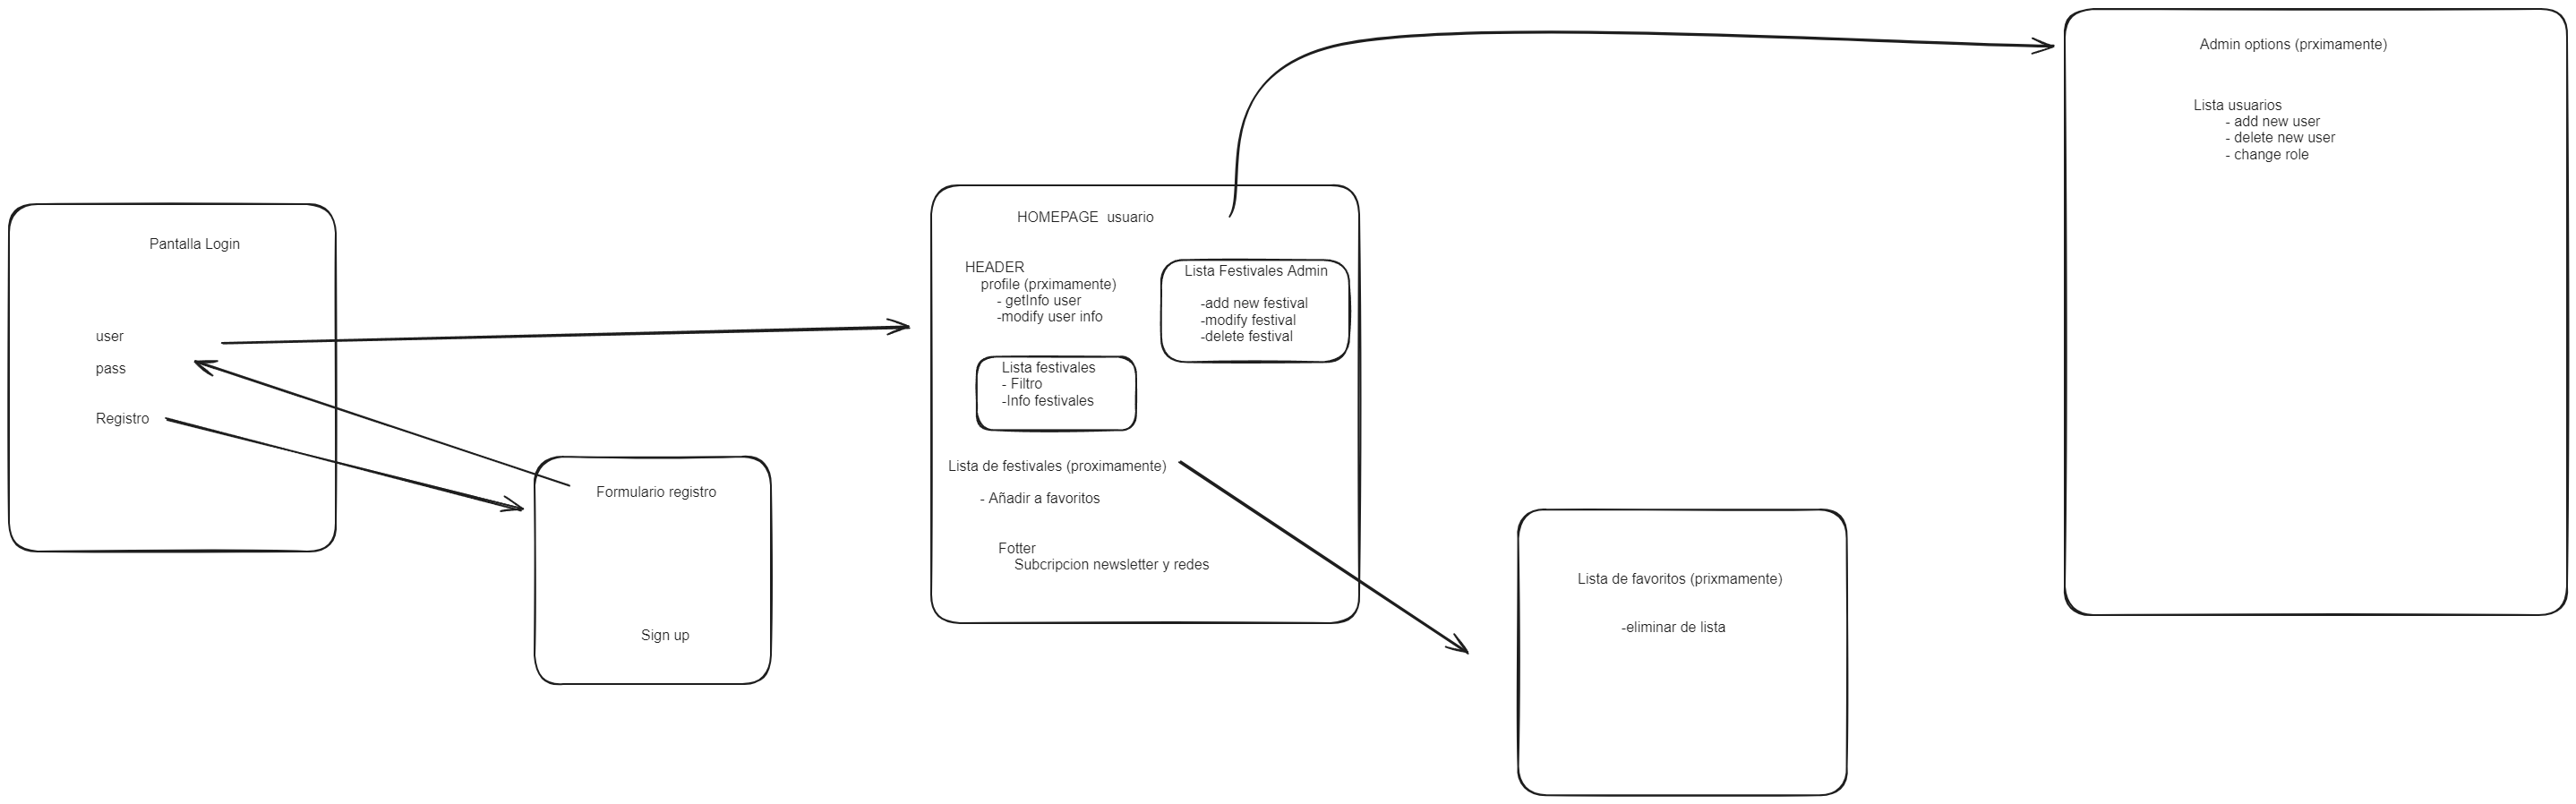 Pantalla Login
user
pass
Registro
Formulario registro
Sign up
HOMEPAGE  usuario
HEADER
profile (prximamente)
- getInfo user
-modify user info
Lista Festivales Admin
-add new festival
-modify festival
-delete festival
Lista festivales
- Filtro
-Info festivales
Lista de festivales (proximamente)
- Añadir a favoritos
Fotter
Subcripcion newsletter y redes
Lista de favoritos (prixmamente)
-eliminar de lista
Admin options (prximamente)
Lista usuarios
- add new user
- delete new user
- change role